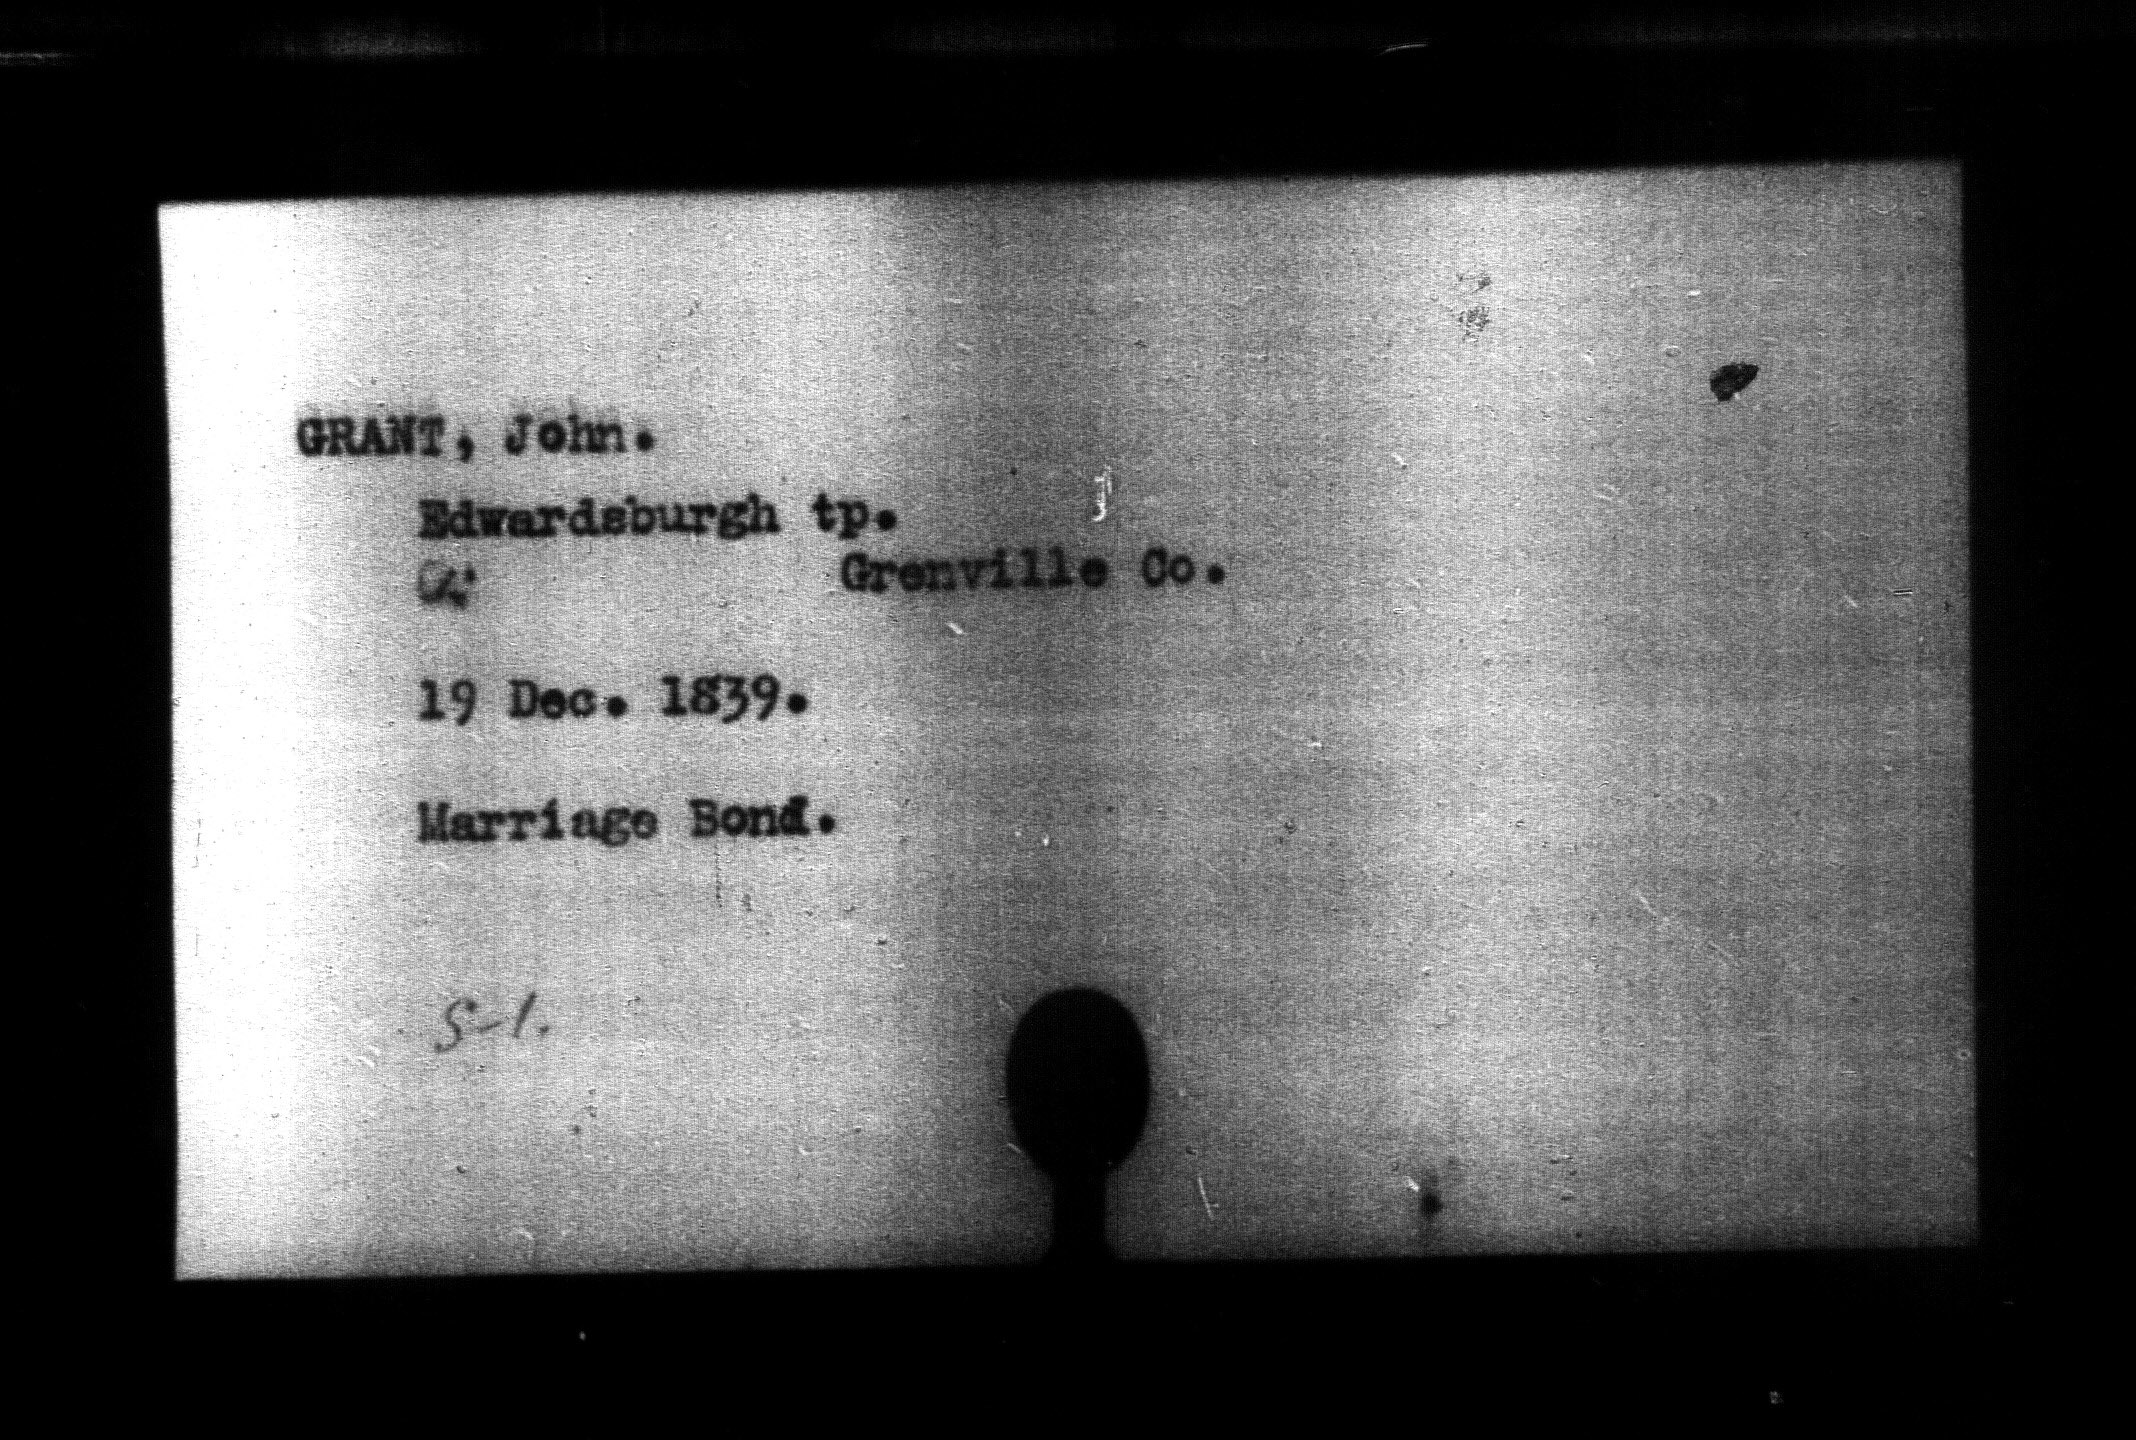 GRANT, John.
Edwardsburgh tp.
Grenville Co.
19 Dec. 1839.
Marriage Bond.
S-1.